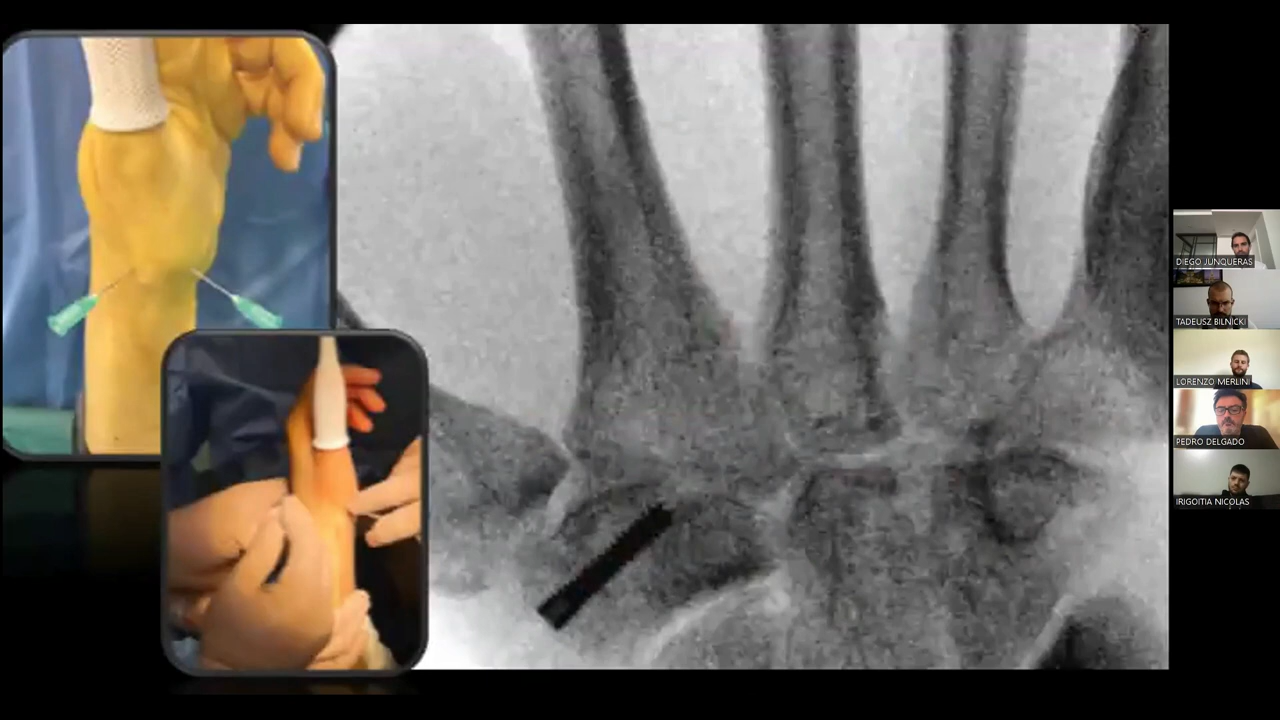 DIEGO JUNQUERAS
TADEUSZ BILNICKI
LORENZO MERLINI
PEDRO DELGADO
IRIGOITIA NICOLAS